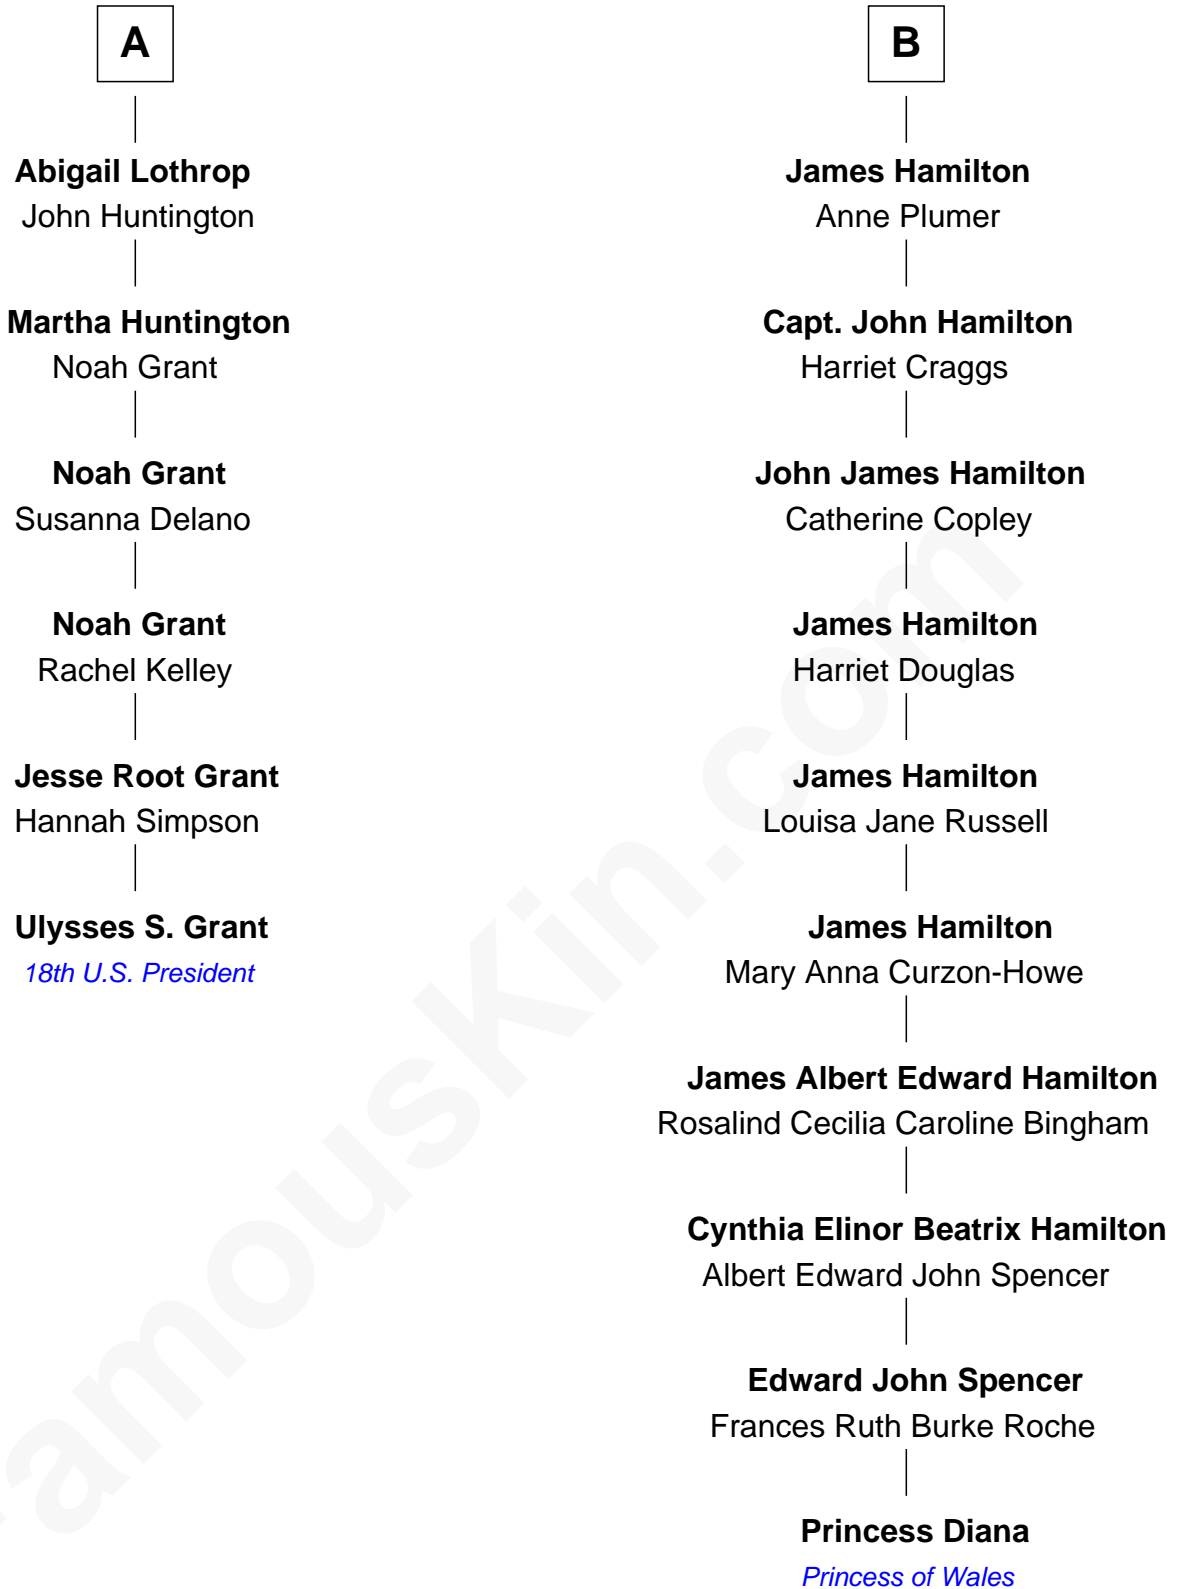 A
Abigail Lothrop
John Huntington
Martha Huntington
Noah Grant
Noah Grant
Susanna Delano
Noah Grant
Rachel Kelley
Jesse Root Grant
Hannah Simpson
Ulysses S. Grant
18th U.S. President
B
James Hamilton
Anne Plumer
Capt. John Hamilton
Harriet Craggs
John James Hamilton
Catherine Copley
James Hamilton
Harriet Douglas
James Hamilton
Louisa Jane Russell
James Hamilton
Mary Anna Curzon-Howe
James Albert Edward Hamilton
Rosalind Cecilia Caroline Bingham
Cynthia Elinor Beatrix Hamilton
Albert Edward John Spencer
Edward John Spencer
Frances Ruth Burke Roche
Princess Diana
Princess of Wales
amousKin.com